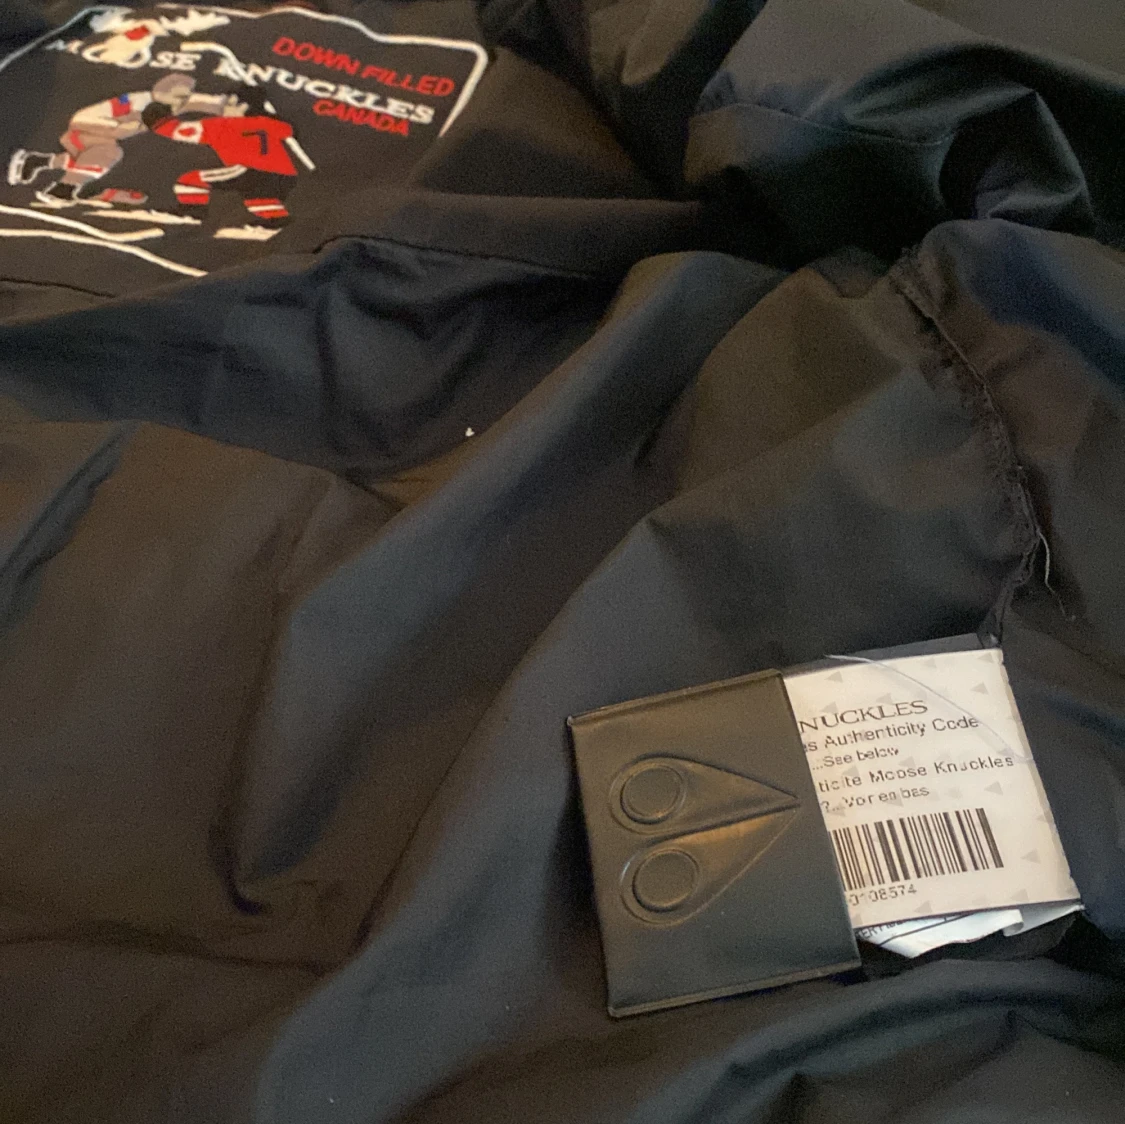 DOWN FILLED
MOOSE KNUCKLES
CANADA
7
NUCKLES
s Authenticity Code
...See below
ticite Moose Knuckles
?...Voir en bas
0108574